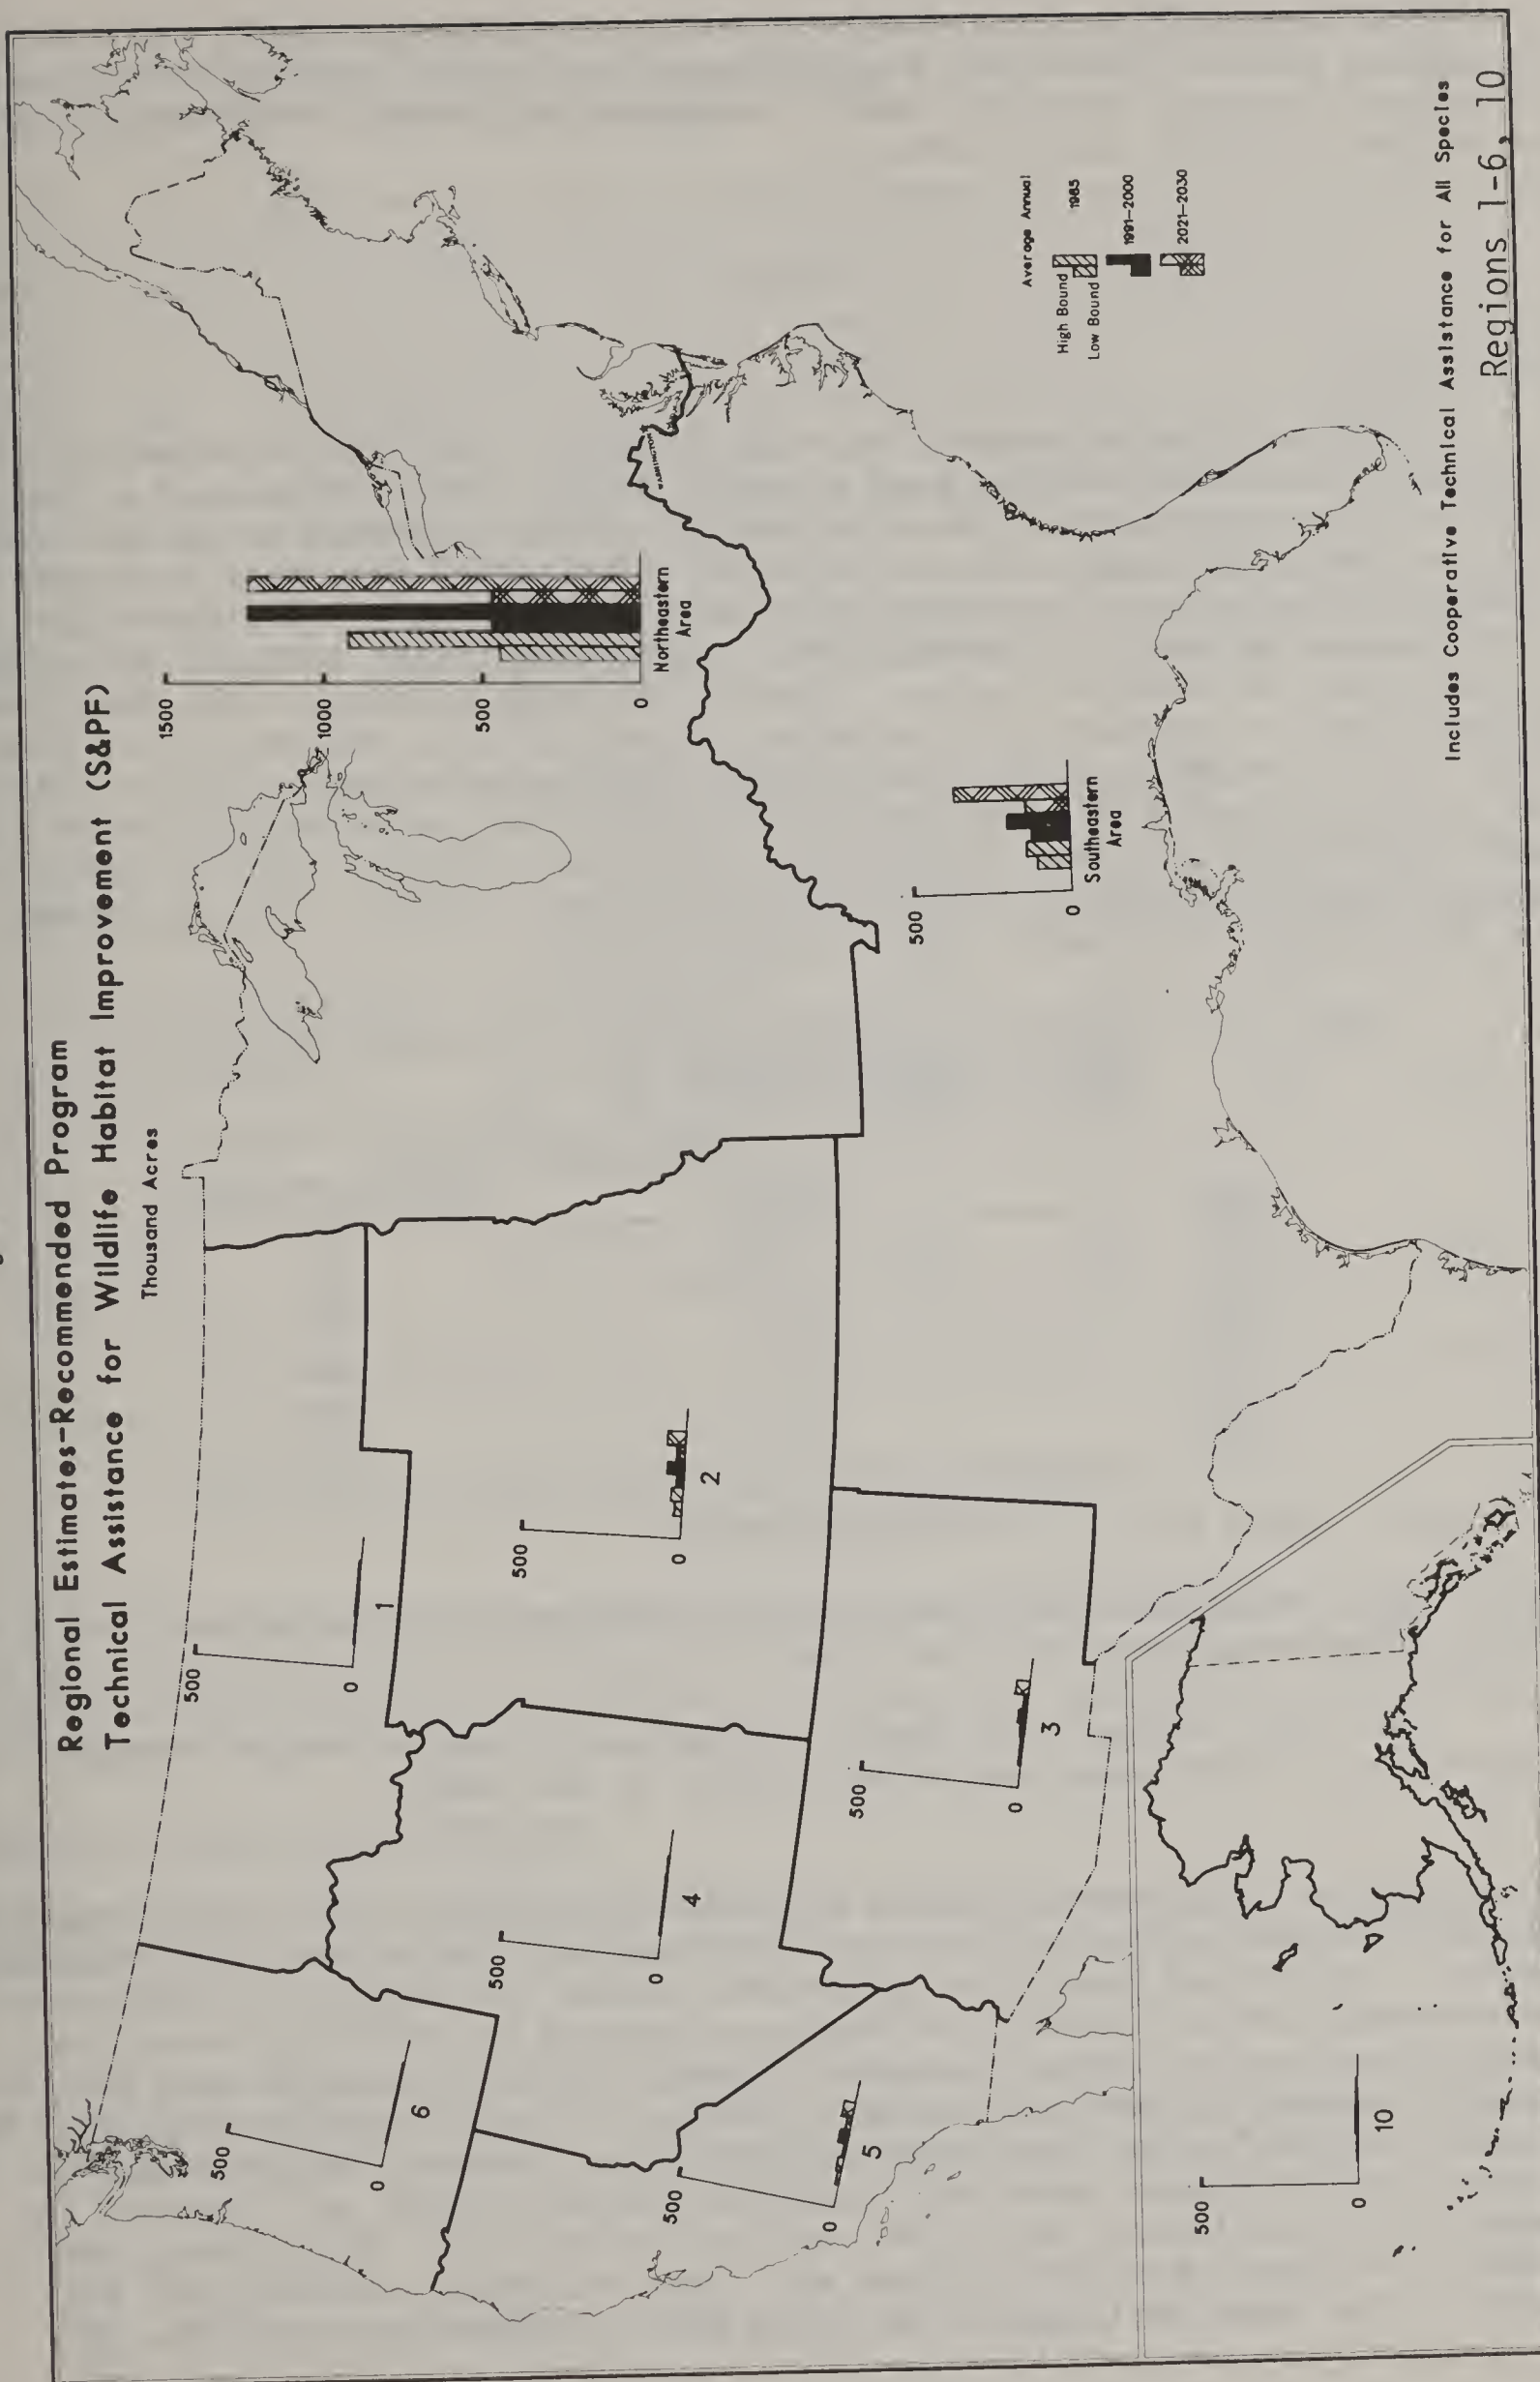 Regional Estimates-Recommended Program
Technical Assistance for Wildlife Habitat Improvement (S&PF)
Thousand Acres
500
0
6
500
0
1
500
0
4
500
0
2
500
0
5
500
0
3
500
0
10
1500
1000
500
0
Northeastern
Area
500
0
Southeastern
Area
WASHINGTON
Average Annual
High Bound
Low Bound
1985
1991-2000
2021-2030
Includes Cooperative Technical Assistance for All Species
Regions 1-6, 10